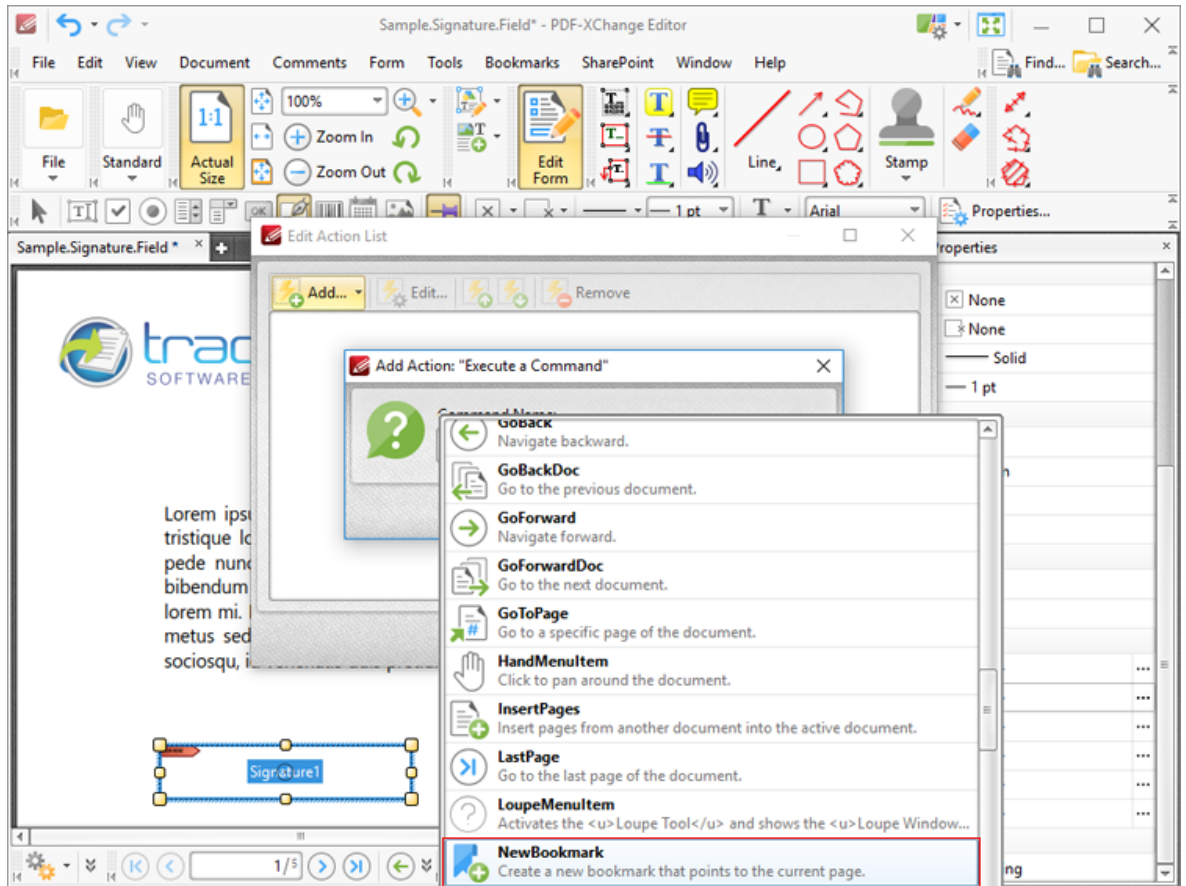 Sample.Signature.Field* - PDF-XChange Editor
File Edit View Document Comments Form Tools Bookmarks SharePoint Window Help Find... Search...
1:1 100%
Zoom In
Zoom Out
File Standard Actual Size Edit Form Line Stamp
OK 1 pt T Arial Properties...
Sample.Signature.Field *
Edit Action List
roperties
Add... Edit... Remove
None
None
Solid
1 pt
trac
SOFTWARE
Add Action: "Execute a Command"
Command Name:
GoBack
Navigate backward.
GoBackDoc
Go to the previous document.
GoForward
Navigate forward.
GoForwardDoc
Go to the next document.
GoToPage
Go to a specific page of the document.
HandMenuItem
Click to pan around the document.
InsertPages
Insert pages from another document into the active document.
LastPage
Go to the last page of the document.
LoupeMenuItem
Activates the <u>Loupe Tool</u> and shows the <u>Loupe Window...
NewBookmark
Create a new bookmark that points to the current page.
Lorem ipsu
tristique lo
pede nunc
bibendum
lorem mi.
metus sed
sociosqu,
Signature1
1/5
ng